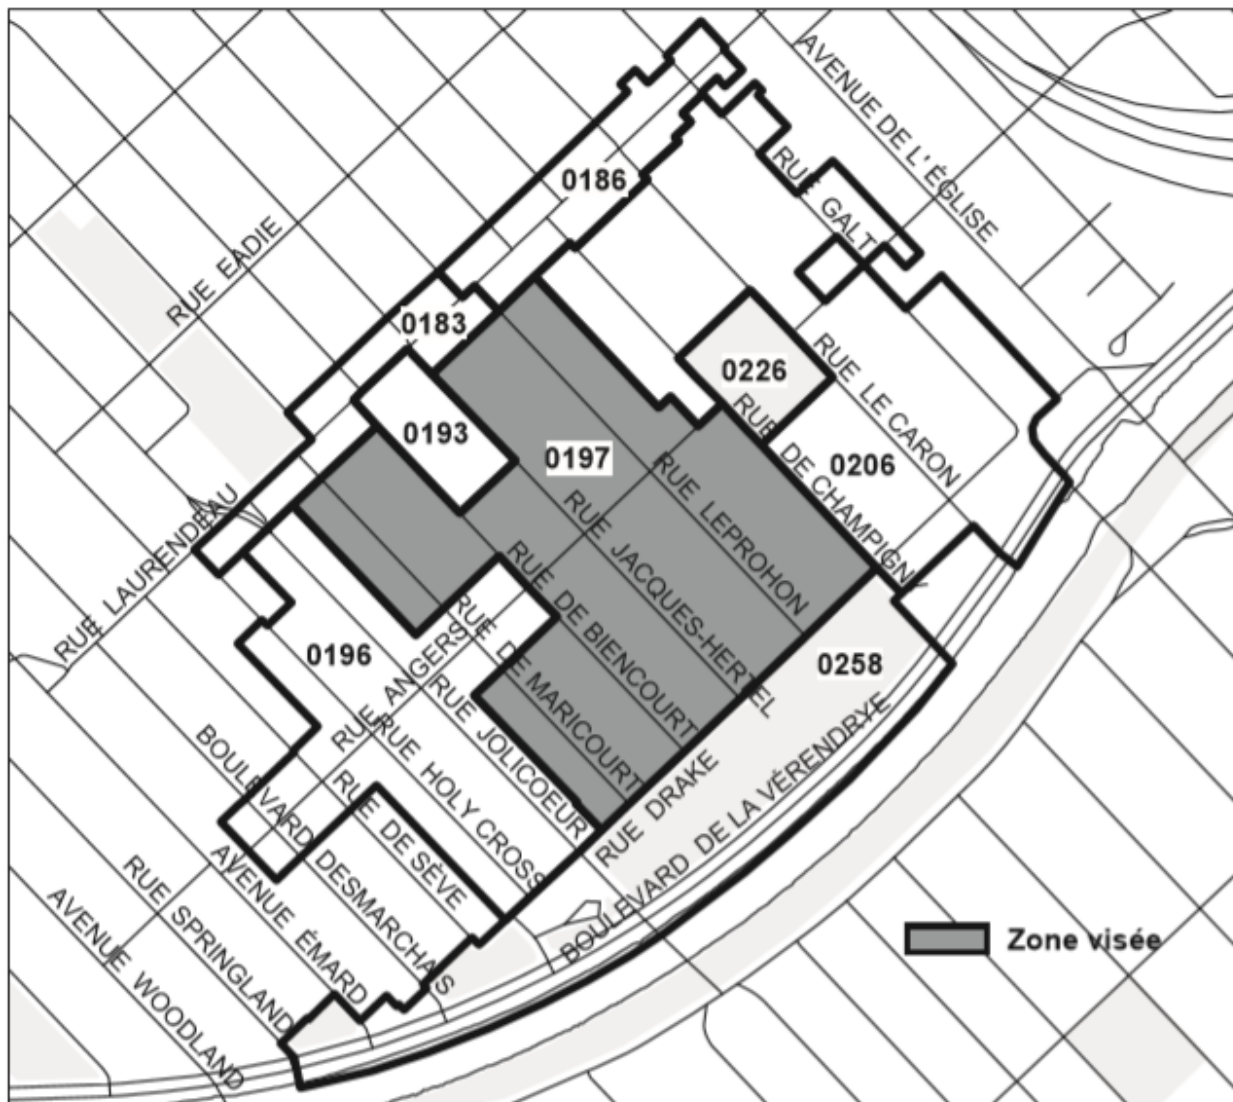 AVENUE DE L'ÉGLISE
RUE GALT
0186
RUE EADIE
0183
0226
RUE LE CARON
0193
0197
RUE DE CHAMPIGNY
0206
RUE LEPROHON
RUE JACQUES-HERTEL
RUE LAURENDEAU
RUE DE BIENCOURT
RUE DE MARICOURT
0196
RUE ANGERS
RUE JOLICOEUR
0258
RUE HOLY CROSS
RUE DRAKE
BOULEVARD DE LA VÉRENDRYE
BOULEVARD DESMARCHAIS
RUE DE SÈVE
AVENUE ÉMARD
RUE SPRINGLAND
AVENUE WOODLAND
Zone visée